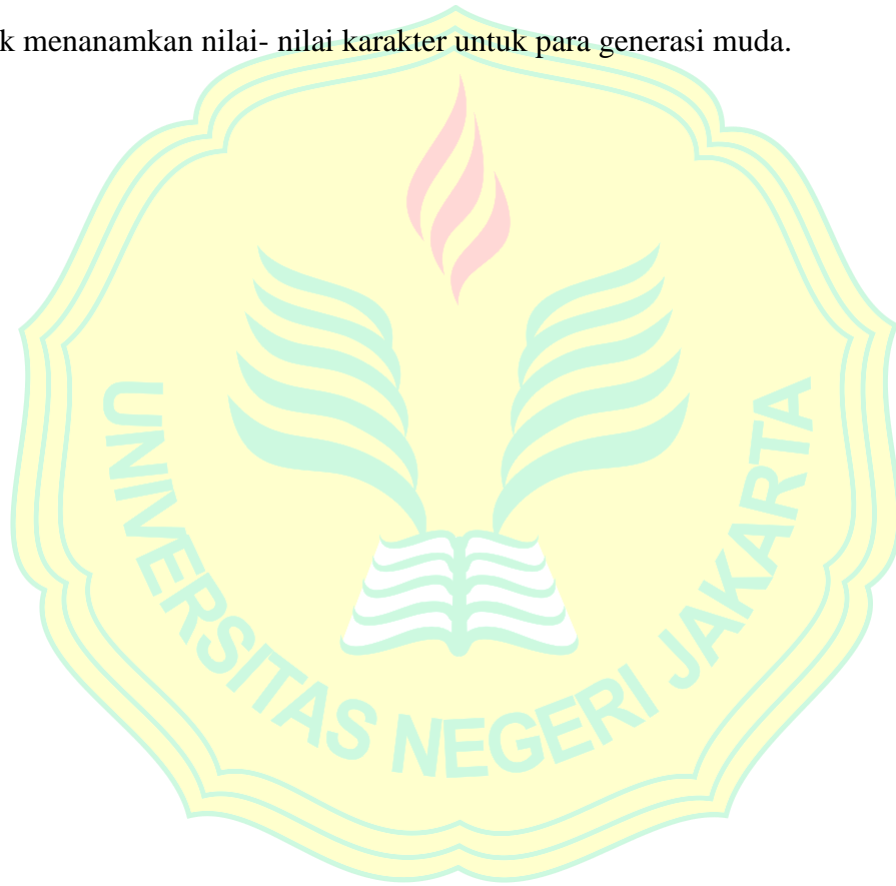 k menanamkan nilai- nilai karakter untuk para generasi muda.
UNIVERSITAS NEGERI JAKARTA